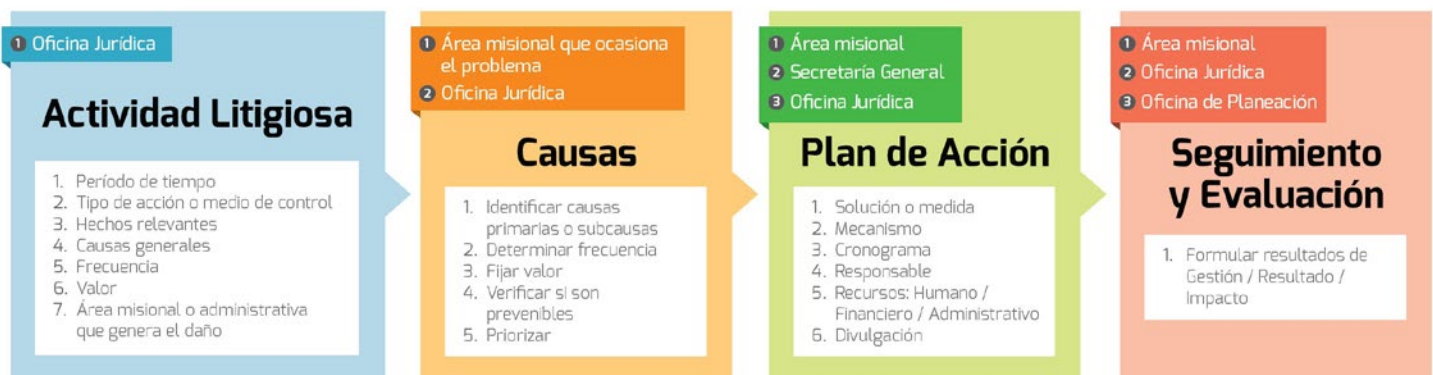 1 Oficina Jurídica
Actividad Litigiosa
1. Período de tiempo
2. Tipo de acción o medio de control
3. Hechos relevantes
4. Causas generales
5. Frecuencia
6. Valor
7. Área misional o administrativa
que genera el daño
1 Área misional que ocasiona
el problema
2 Oficina Jurídica
Causas
1. Identificar causas
primarias o subcausas
2. Determinar frecuencia
3. Fijar valor
4. Verificar si son
prevenibles
5. Priorizar
1 Área misional
2 Secretaría General
3 Oficina Jurídica
Plan de Acción
1. Solución o medida
2. Mecanismo
3. Cronograma
4. Responsable
5. Recursos: Humano /
Financiero / Administrativo
6. Divulgación
1 Área misional
2 Oficina Jurídica
3 Oficina de Planeación
Seguimiento
y Evaluación
1. Formular resultados de
Gestión / Resultado /
Impacto